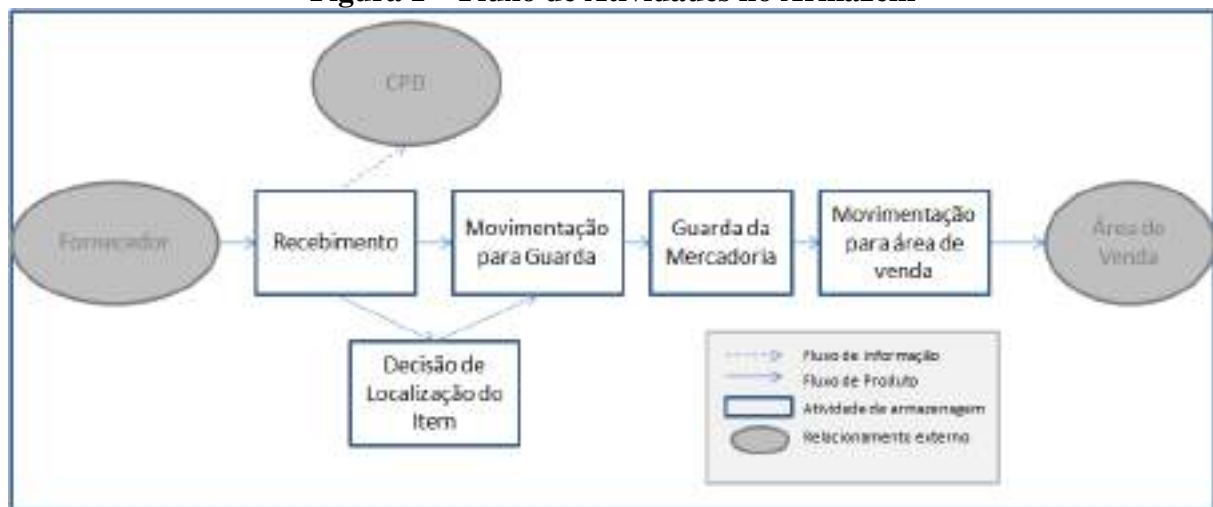 Figura 1 – Fluxo de Atividades no Armazém
CPD
Fornecedor
Recebimento
Movimentação
para Guarda
Guarda da
Mercadoria
Movimentação
para área de
venda
Área de
Venda
Decisão de
Localização do
Item
Fluxo de informação
Fluxo de Produto
Atividade de armazenagem
Relacionamento externo